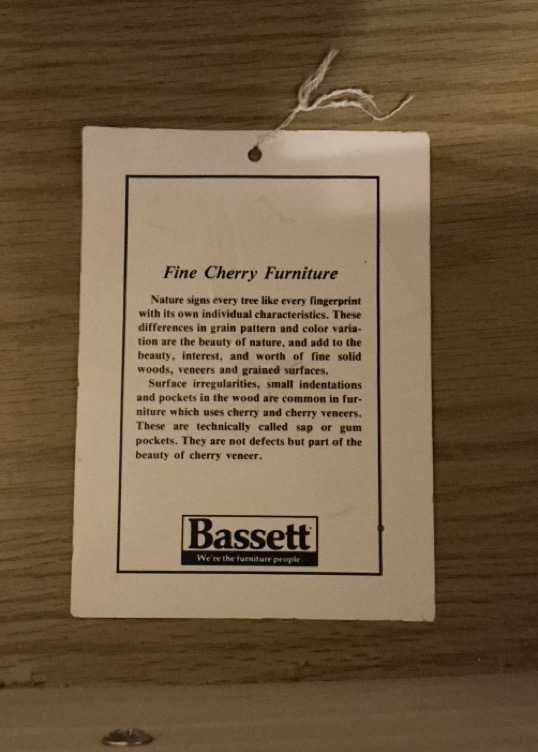 Fine Cherry Furniture
Nature signs every tree like every fingerprint
with its own individual characteristics. These
differences in grain pattern and color varia-
tion are the beauty of nature, and add to the
beauty, interest, and worth of fine solid
woods, veneers and grained surfaces.
Surface irregularities, small indentations
and pockets in the wood are common in fur-
niture which uses cherry and cherry veneers.
These are technically called sap or gum
pockets. They are not defects but part of the
beauty of cherry veneer.
Bassett
We're the furniture people